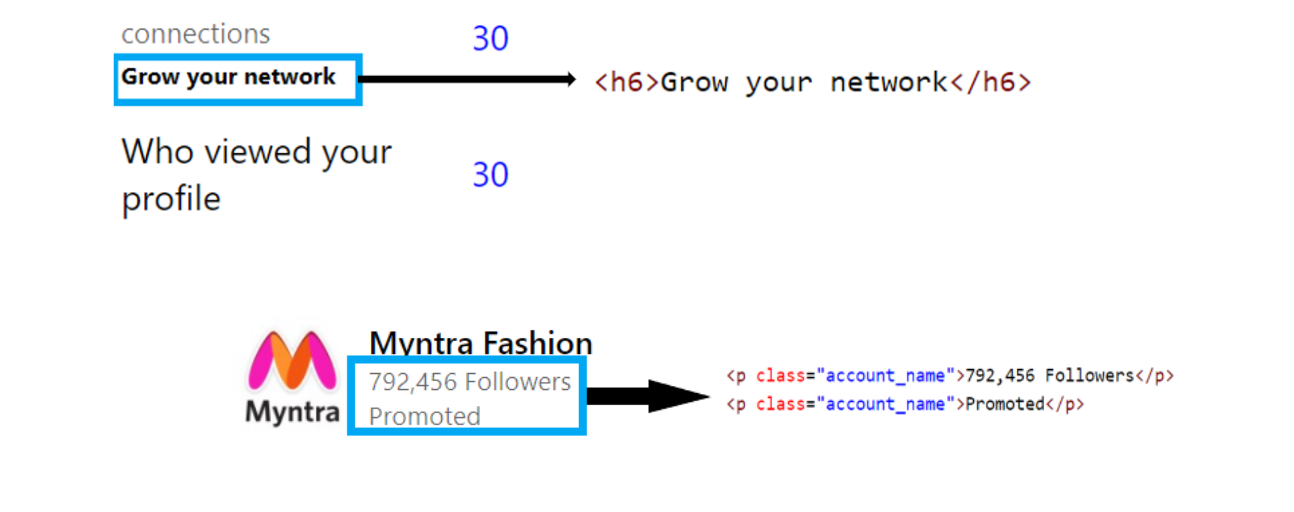 connections 30
Grow your network <h6>Grow your network</h6>
Who viewed your
profile
30
Myntra Fashion
792,456 Followers
Promoted
Myntra
<p class="account_name">792,456 Followers</p>
<p class="account_name">Promoted</p>